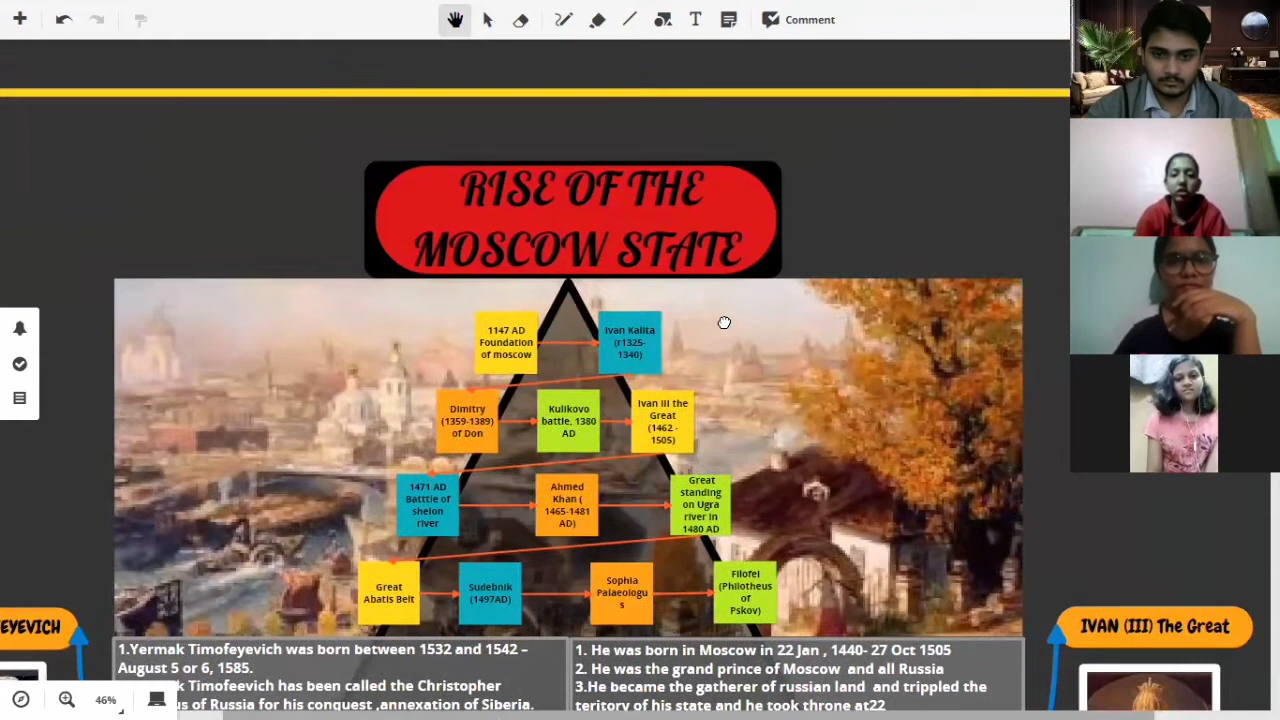 Comment
RISE OF THE
MOSCOW STATE
1147 AD
Foundation
of moscow
Ivan Kalita
(r1325-
1340)
Dimitry
(1359-1389)
of Don
Kulikovo
battle, 1380
AD
Ivan III the
Great
(1462 -
1505)
1471 AD
Batttle of
shelon
river
Ahmed
Khan (
1465-1481
AD)
Great
standing
on Ugra
river in
1480 AD
Great
Abatis Belt
Sudebnik
(1497AD)
Sophia
Palaeologu
s
Filofei
(Philotheus
of
Pskov)
EYEVICH
IVAN (III) The Great
1.Yermak Timofeyevich was born between 1532 and 1542 –
August 5 or 6, 1585.
k Timofeevich has been called the Christopher
us of Russia for his conquest ,annexation of Siberia.
1. He was born in Moscow in 22 Jan , 1440- 27 Oct 1505
2. He was the grand prince of Moscow and all Russia
3.He became the gatherer of russian land and trippled the
teritory of his state and he took throne at22
46%